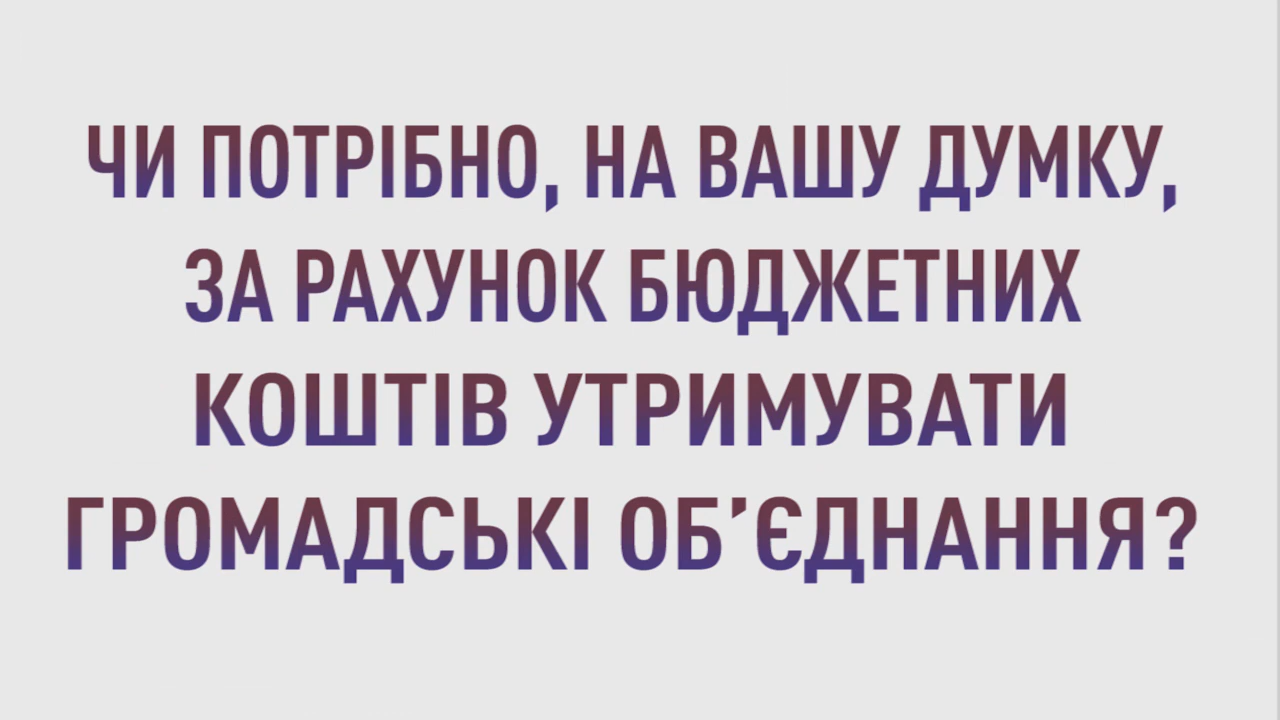 ЧИ ПОТРІБНО, НА ВАШУ ДУМКУ,
ЗА РАХУНОК БЮДЖЕТНИХ
КОШТІВ УТРИМУВАТИ
ГРОМАДСЬКІ ОБ’ЄДНАННЯ?